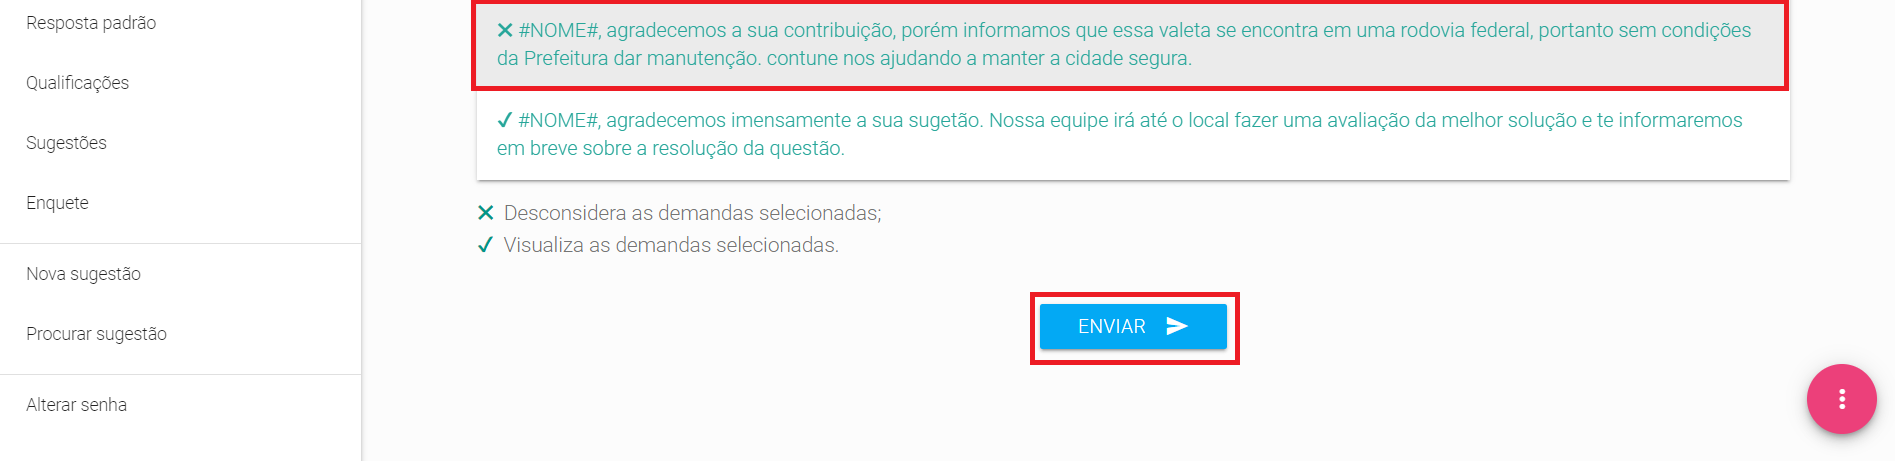 Resposta padrão
Qualificações
Sugestões
Enquete
Nova sugestão
Procurar sugestão
Alterar senha
✕ #NOME#, agradecemos a sua contribuição, porém informamos que essa valeta se encontra em uma rodovia federal, portanto sem condições
da Prefeitura dar manutenção. contune nos ajudando a manter a cidade segura.
✓ #NOME#, agradecemos imensamente a sua sugetão. Nossa equipe irá até o local fazer uma avaliação da melhor solução e te informaremos
em breve sobre a resolução da questão.
✕ Desconsidera as demandas selecionadas;
✓ Visualiza as demandas selecionadas.
ENVIAR